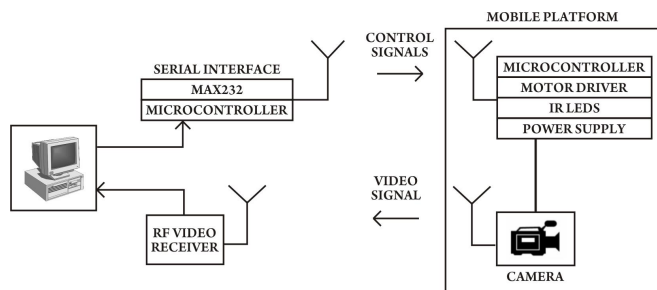 MOBILE PLATFORM
CONTROL
SIGNALS
SERIAL INTERFACE
MAX232
MICROCONTROLLER
MICROCONTROLLER
MOTOR DRIVER
IR LEDS
POWER SUPPLY
VIDEO
SIGNAL
RF VIDEO
RECEIVER
CAMERA